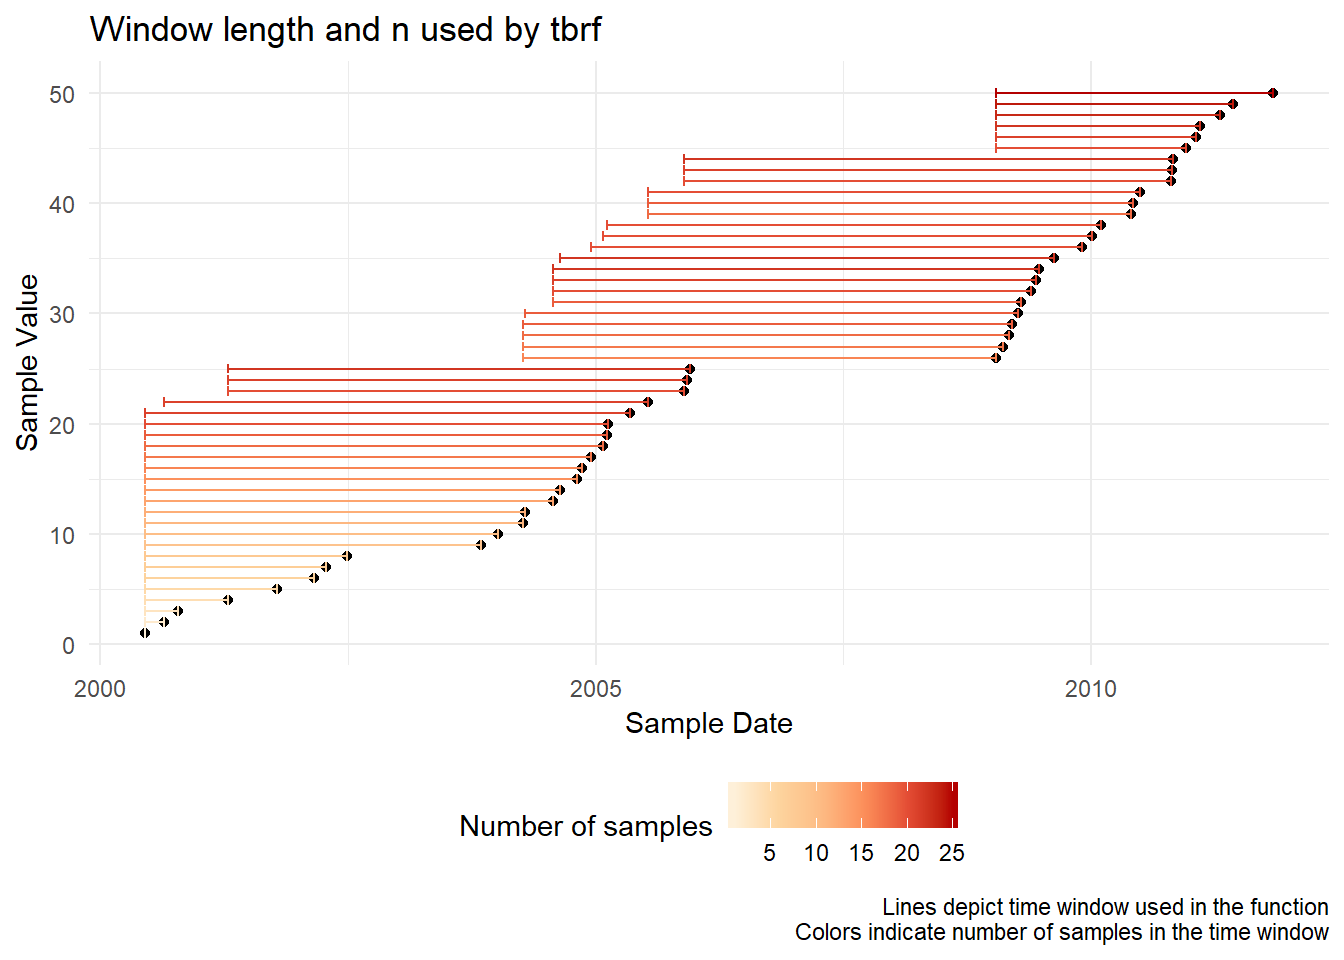 Window length and n used by tbrf
50
40
30
20
10
0
Sample Value
2000 2005 2010
Sample Date
Number of samples
5 10 15 20 25
Lines depict time window used in the function
Colors indicate number of samples in the time window